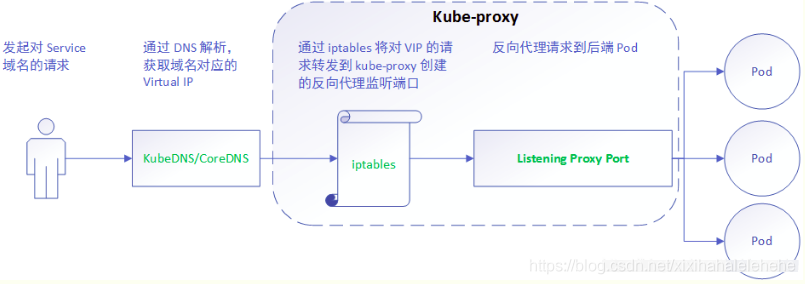 Kube-proxy
发起对 Service
域名的请求
通过 DNS 解析，
获取域名对应的
Virtual IP
通过 iptables 将对 VIP 的请
求转发到 kube-proxy 创建
的反向代理监听端口
反向代理请求到后端 Pod
KubeDNS/CoreDNS
iptables
Listening Proxy Port
Pod
Pod
Pod
https://blog.csdn.net/xixihahalelehehe